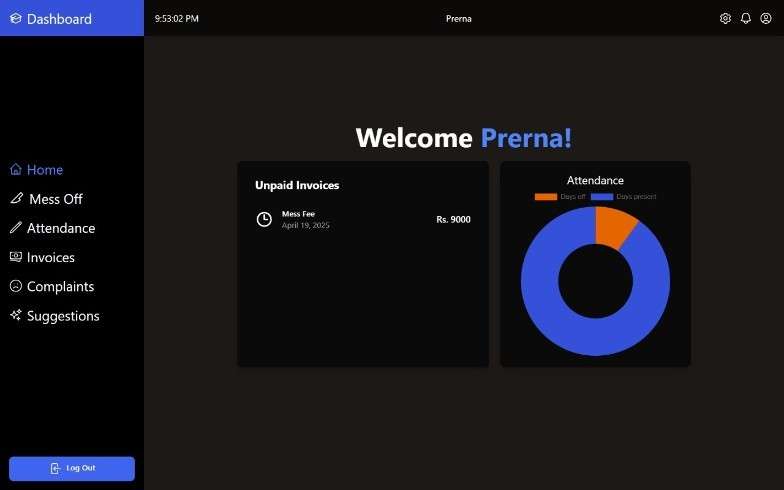 Dashboard
9:53:02 PM
Prerna
Home
Mess Off
Attendance
Invoices
Complaints
Suggestions
Log Out
Welcome Prerna!
Unpaid Invoices
Mess Fee
April 19, 2025
Rs. 9000
Attendance
Days off
Days present